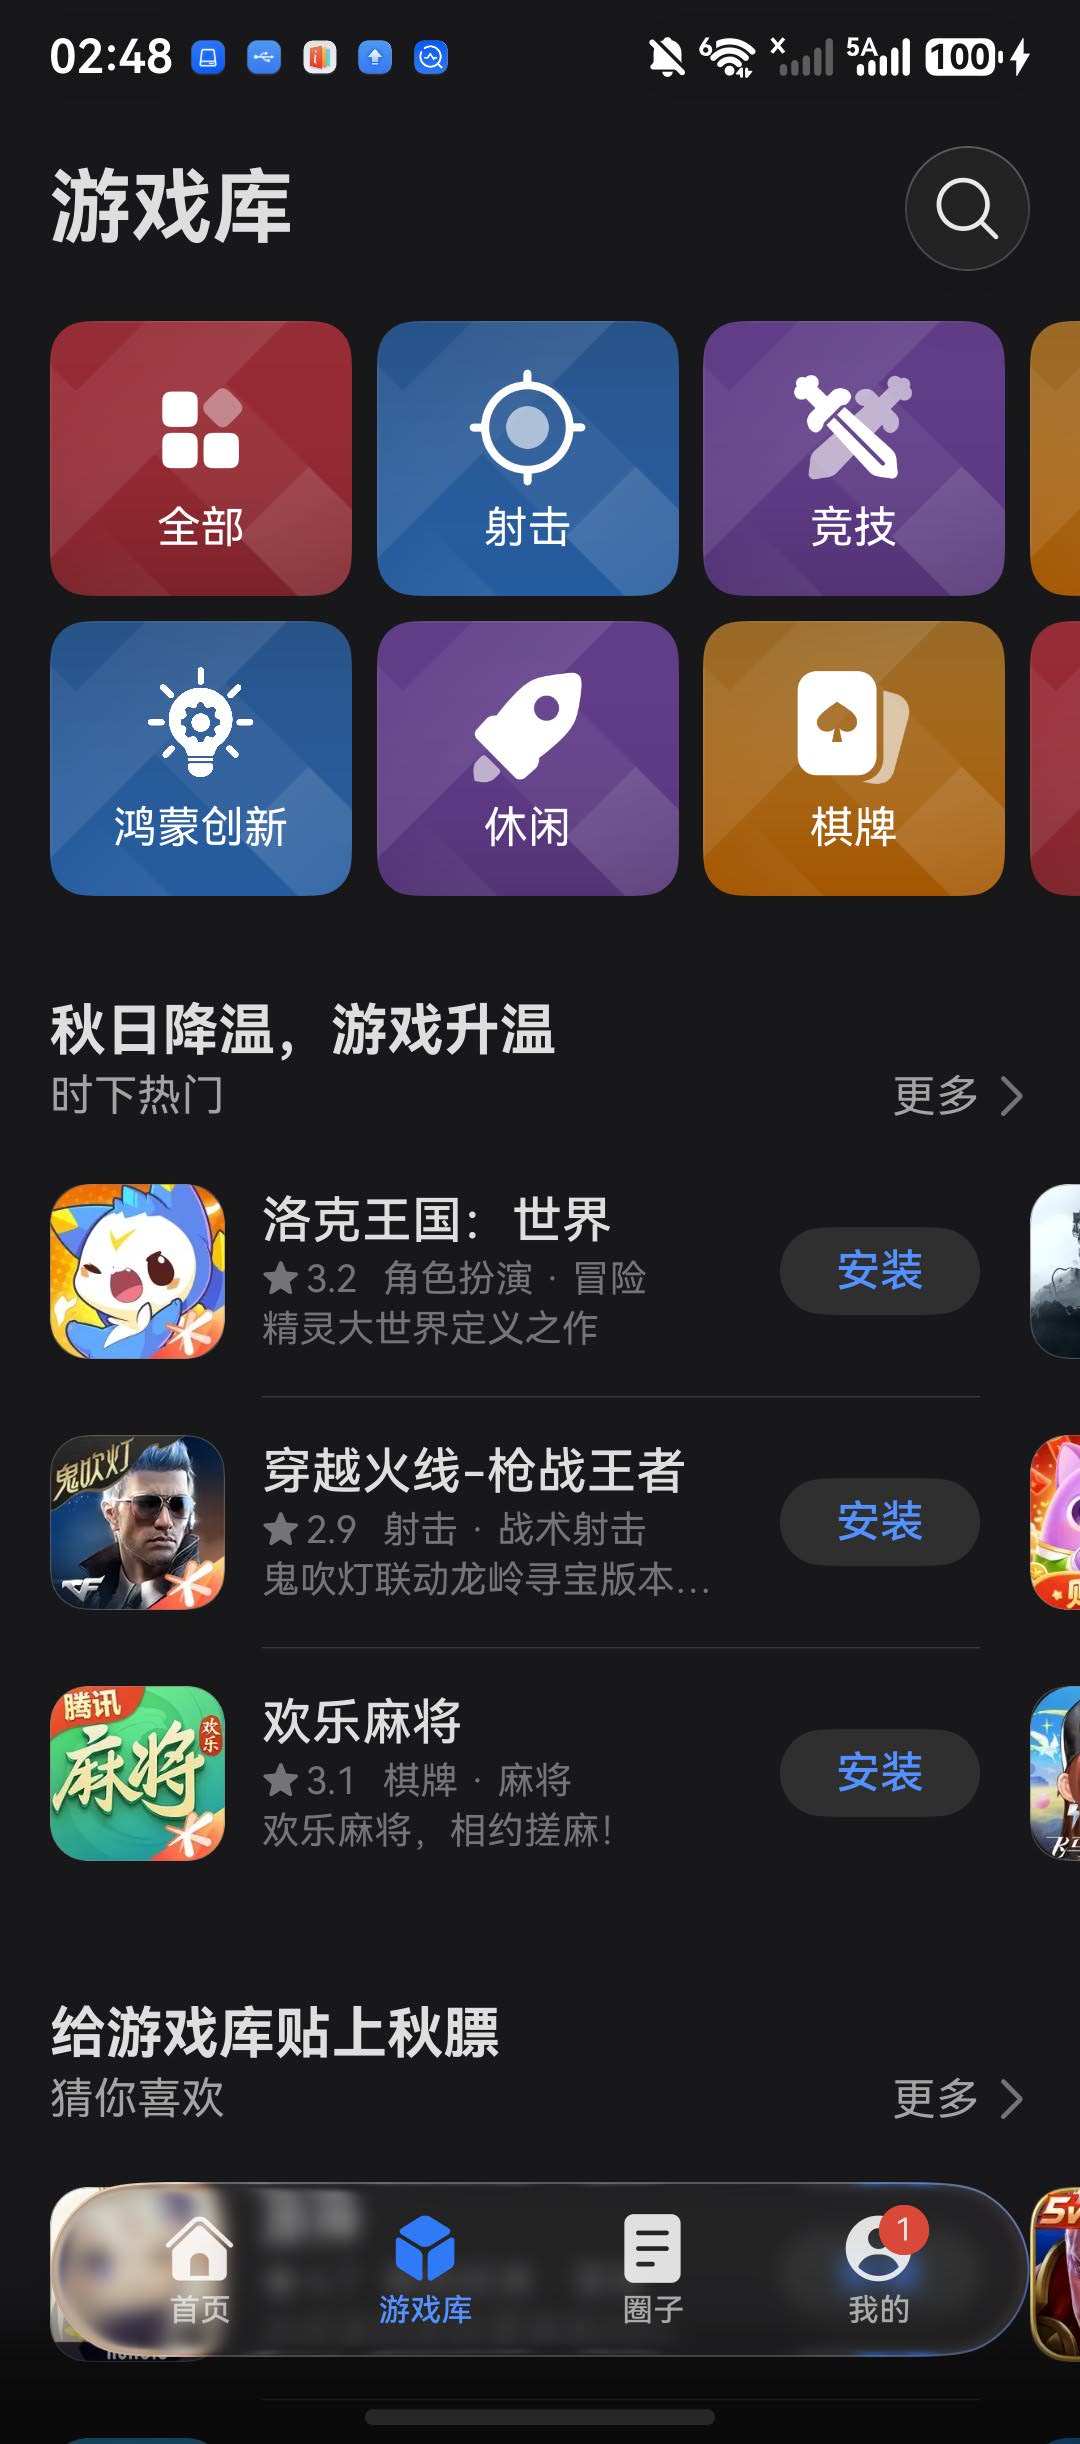 02:48
6
5A
100
游戏库
全部
射击
竞技
鸿蒙创新
休闲
棋牌
秋日降温，游戏升温
时下热门
更多
洛克王国：世界
3.2 角色扮演 · 冒险
安装
精灵大世界定义之作
鬼吹灯
CF
穿越火线-枪战王者
2.9 射击 · 战术射击
安装
鬼吹灯联动龙岭寻宝版本...
腾讯
欢乐
麻将
欢乐麻将
3.1 棋牌 · 麻将
安装
欢乐麻将，相约搓麻！
给游戏库贴上秋膘
猜你喜欢
更多
5v
1
首页
游戏库
圈子
我的